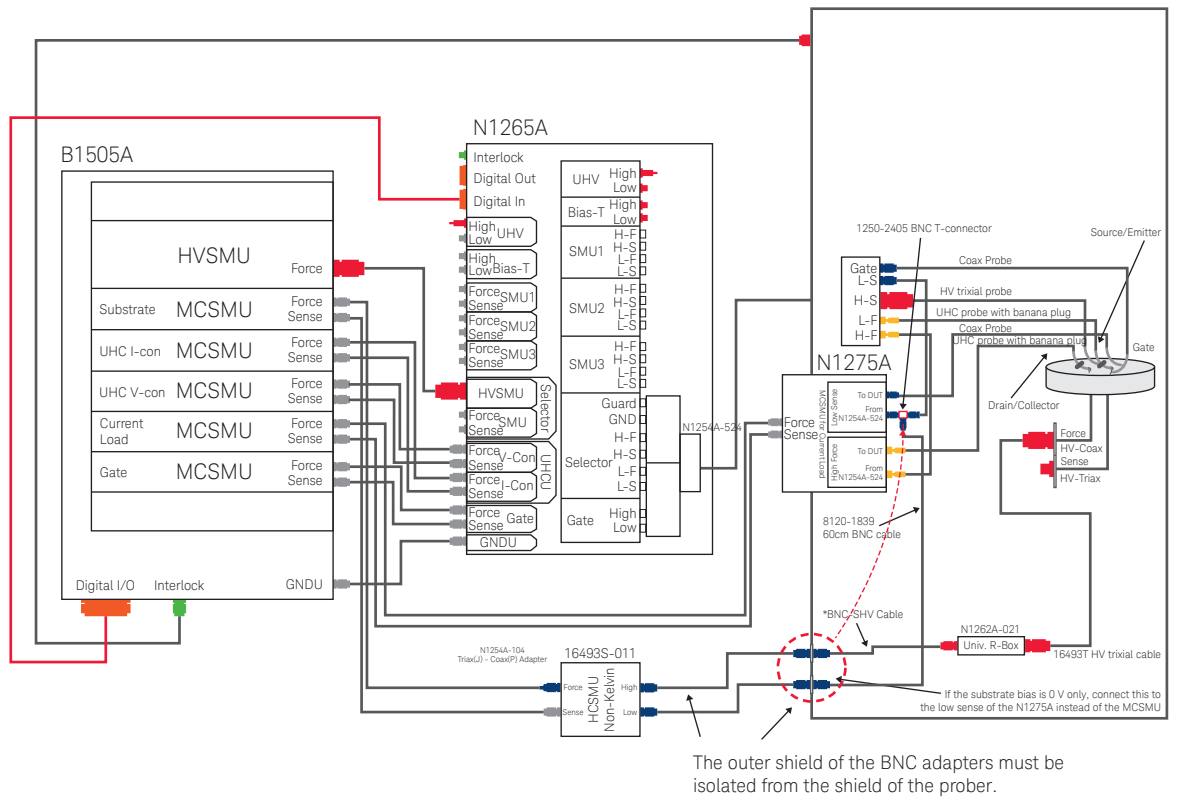 B1505A
HVSMU
Force
Substrate
MCSMU
Force
Sense
UHC I-con
MCSMU
Force
Sense
UHC V-con
MCSMU
Force
Sense
Current
Load
MCSMU
Force
Sense
Gate
MCSMU
Force
Sense
Digital I/O
Interlock
GNDU
N1265A
Interlock
Digital Out
Digital In
High
Low
UHV
High
Low
Bias-T
Force
Sense
SMU1
Force
Sense
SMU2
Force
Sense
SMU3
HVSMU
Force
Sense
SMU
Selector
Force
Sense
V-Con
Force
Sense
I-Con
UHCU
Force
Sense
Gate
GNDU
UHV
High
Low
Bias-T
High
Low
SMU1
H-F
H-S
L-F
L-S
SMU2
H-F
H-S
L-F
L-S
SMU3
H-F
H-S
L-F
L-S
Selector
Guard
GND
H-F
H-S
L-F
L-S
Gate
High
Low
N1254A-524
1250-2405 BNC T-connector
Source/Emitter
Gate
L-S
H-S
L-F
H-F
Coax Probe
HV trixial probe
UHC probe with banana plug
Coax Probe
UHC probe with banana plug
Gate
Drain/Collector
N1275A
Force
Sense
MCSMU for Current Load
Low Sense
To DUT
From
N1254A-524
High Force
To DUT
From
N1254A-524
Force
HV-Coax
Sense
HV-Triax
8120-1839
60cm BNC cable
*BNC-SHV Cable
N1262A-021
Univ. R-Box
16493T HV trixial cable
N1254A-104
Triax(J) - Coax(P) Adapter
16493S-011
Force
Sense
HCSMU
Non-Kelvin
High
Low
If the substrate bias is 0 V only, connect this to
the low sense of the N1275A instead of the MCSMU
The outer shield of the BNC adapters must be
isolated from the shield of the prober.